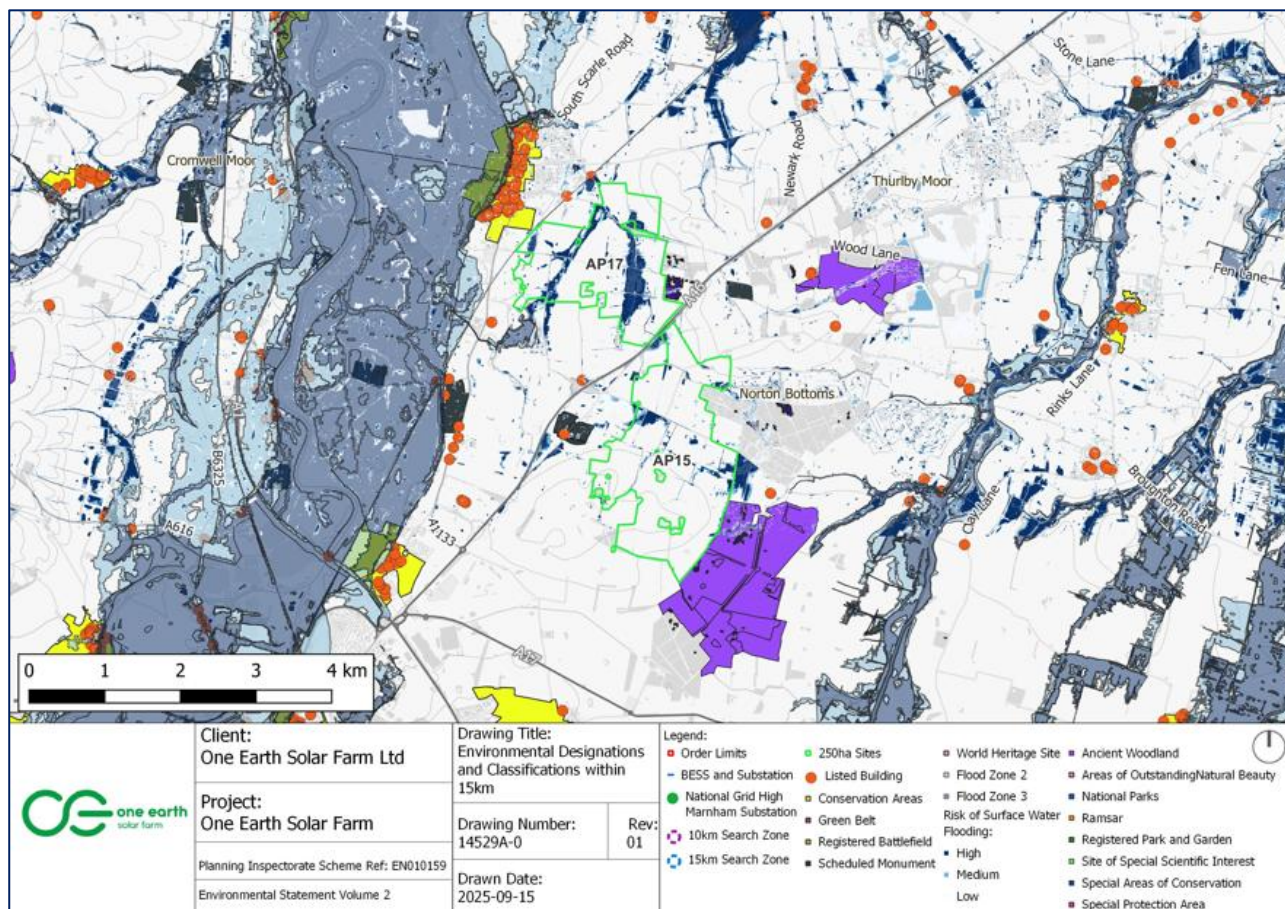 South Scarle Road
Stone Lane
Cromwell Moor
Newark Road
Thurlby Moor
Wood Lane
Fen Lane
AP17
A46
Rinks Lane
Norton Bottoms
B6325
AP15
Clay Lane
Broughton Road
A616
A1133
A1
A17
0 1 2 3 4 km
one earth
solar farm
Client:
One Earth Solar Farm Ltd
Project:
One Earth Solar Farm
Planning Inspectorate Scheme Ref: EN010159
Environmental Statement Volume 2
Drawing Title:
Environmental Designations
and Classifications within
15km
Drawing Number:
14529A-0
Rev:
01
Drawn Date:
2025-09-15
Legend:
Order Limits
BESS and Substation
National Grid High
Marnham Substation
10km Search Zone
15km Search Zone
250ha Sites
Listed Building
Conservation Areas
Green Belt
Registered Battlefield
Scheduled Monument
World Heritage Site
Flood Zone 2
Flood Zone 3
Risk of Surface Water
Flooding:
High
Medium
Low
Ancient Woodland
Areas of OutstandingNatural Beauty
National Parks
Ramsar
Registered Park and Garden
Site of Special Scientific Interest
Special Areas of Conservation
Special Protection Area